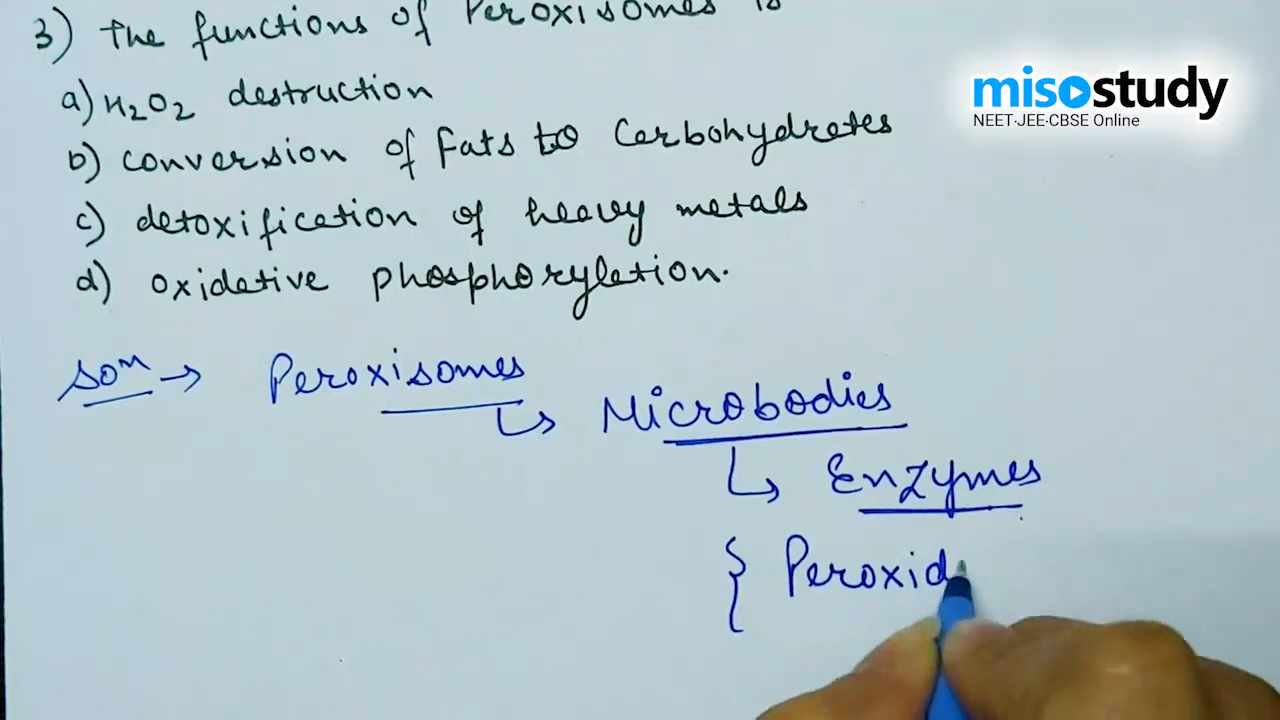 3) The functions of Peroxisomes is
misostudy
NEET·JEE·CBSE Online
a) H2O2 destruction
b) conversion of Fats to Carbohydrates
c) detoxification of heavy metals
d) oxidative phosphorylation.
Soln → Peroxisomes
↳ Microbodies
↳ Enzymes
{ Peroxid